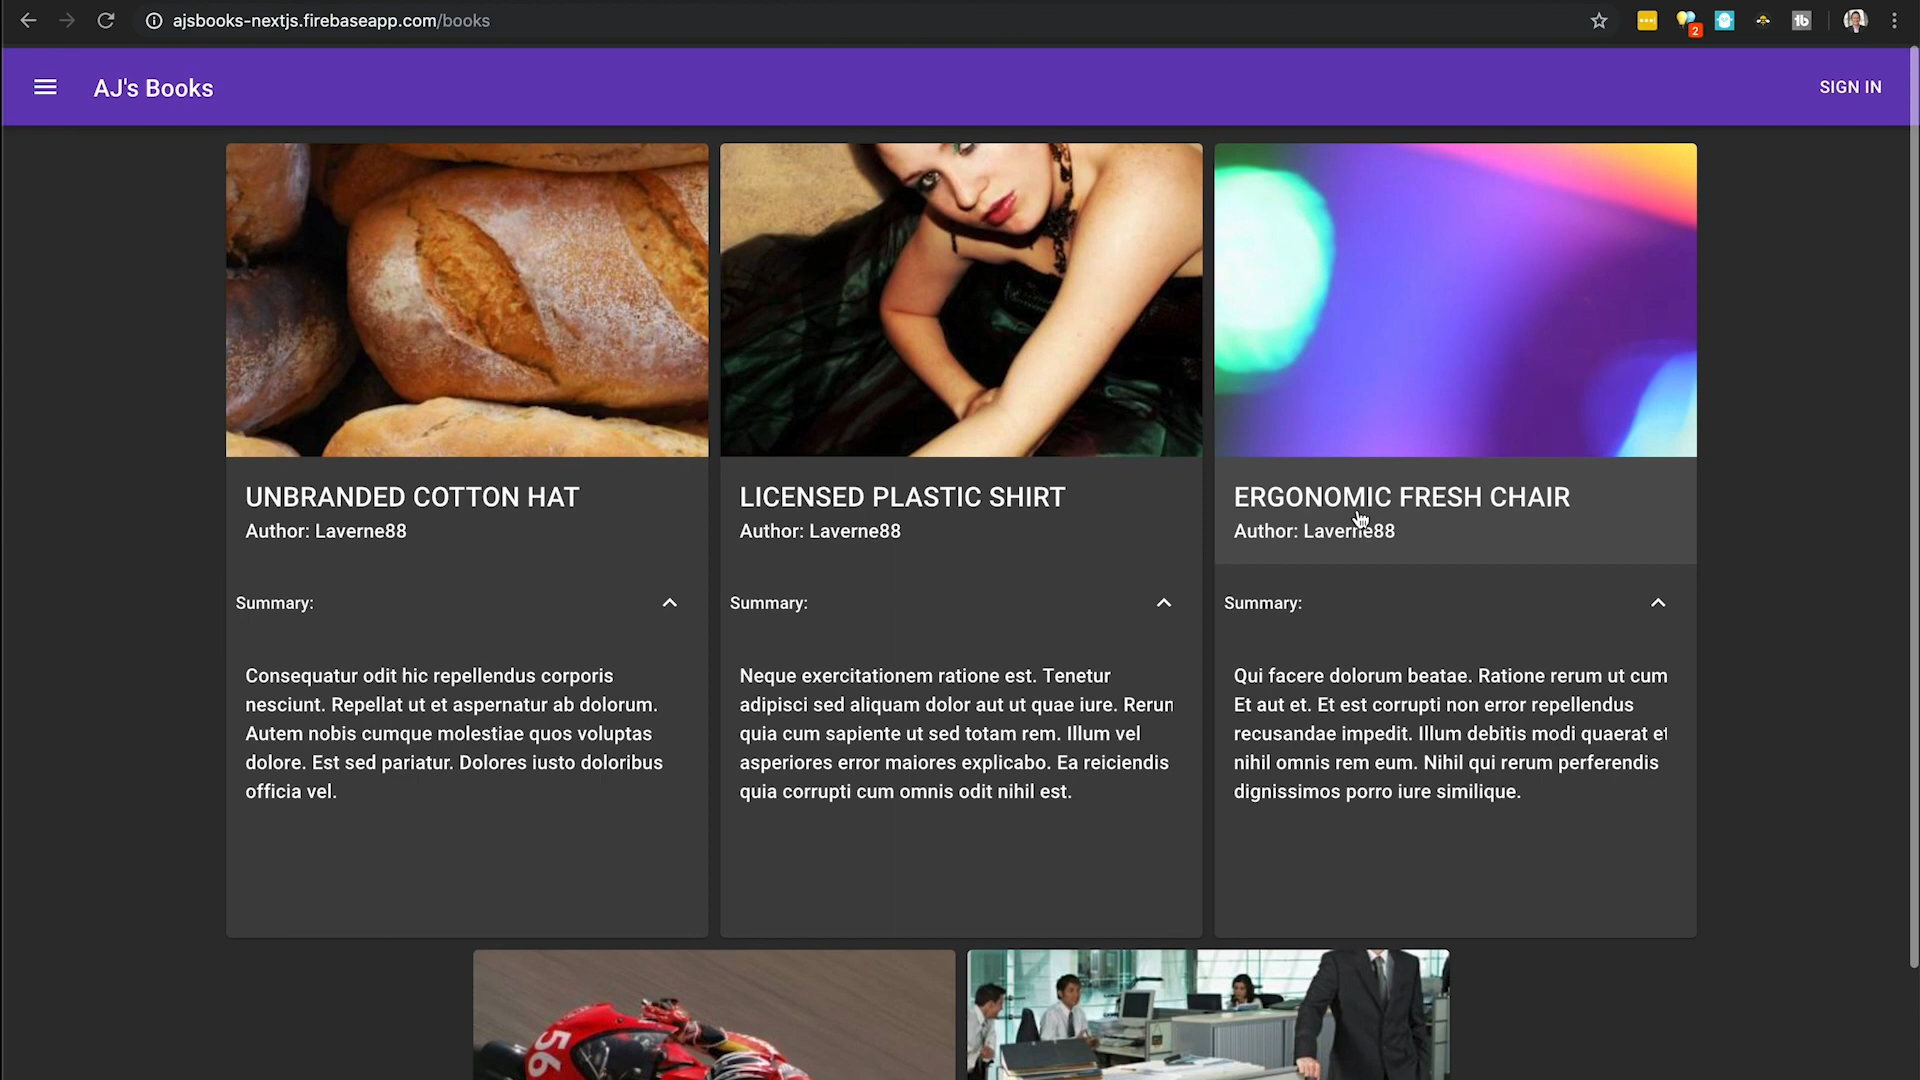 ajsbooks-nextjs.firebaseapp.com/books
2
AJ's Books
SIGN IN
UNBRANDED COTTON HAT
Author: Laverne88
Summary:
Consequatur odit hic repellendus corporis
nesciunt. Repellat ut et aspernatur ab dolorum.
Autem nobis cumque molestiae quos voluptas
dolore. Est sed pariatur. Dolores iusto doloribus
officia vel.
LICENSED PLASTIC SHIRT
Author: Laverne88
Summary:
Neque exercitationem ratione est. Tenetur
adipisci sed aliquam dolor aut ut quae iure. Rerun
quia cum sapiente ut sed totam rem. Illum vel
asperiores error maiores explicabo. Ea reiciendis
quia corrupti cum omnis odit nihil est.
ERGONOMIC FRESH CHAIR
Author: Laverne88
Summary:
Qui facere dolorum beatae. Ratione rerum ut cum
Et aut et. Et est corrupti non error repellendus
recusandae impedit. Illum debitis modi quaerat et
nihil omnis rem eum. Nihil qui rerum perferendis
dignissimos porro iure similique.
56